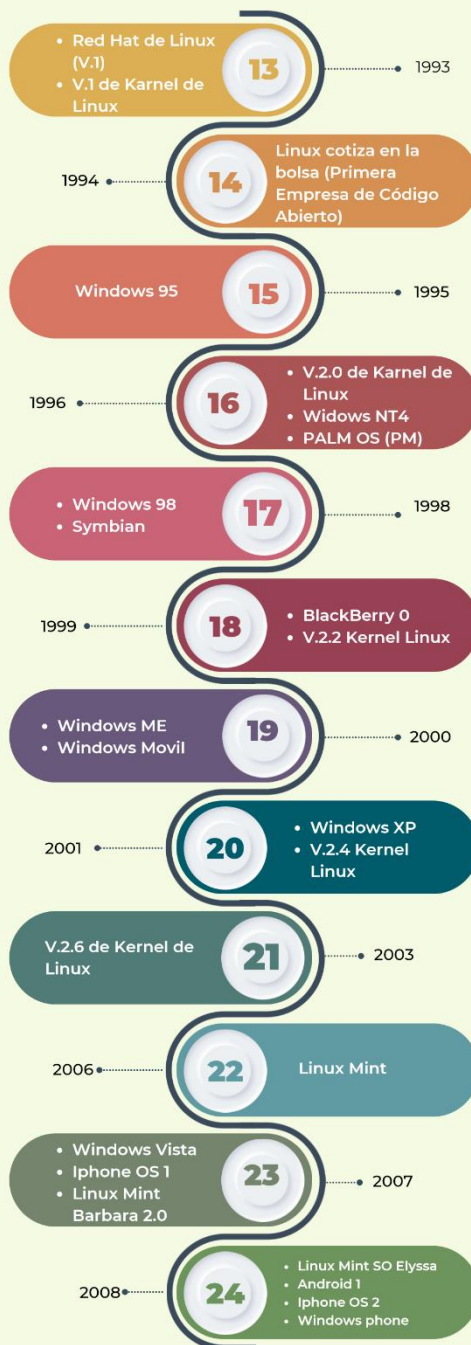 • Red Hat de Linux
(V.1)
• V.1 de Karnel de
Linux
13
1993
1994
14
Linux cotiza en la
bolsa (Primera
Empresa de Código
Abierto)
Windows 95
15
1995
1996
16
• V.2.0 de Karnel de
Linux
• Widows NT4
• PALM OS (PM)
• Windows 98
• Symbian
17
1998
1999
18
• BlackBerry 0
• V.2.2 Kernel Linux
• Windows ME
• Windows Movil
19
2000
2001
20
• Windows XP
• V.2.4 Kernel
Linux
V.2.6 de Kernel de
Linux
21
2003
2006
22
Linux Mint
• Windows Vista
• Iphone OS 1
• Linux Mint
Barbara 2.0
23
2007
2008
24
• Linux Mint SO Elyssa
• Android 1
• Iphone OS 2
• Windows phone